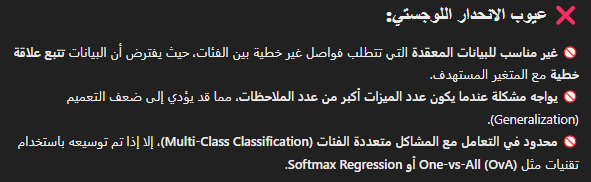 ❌ عيوب الانحدار اللوجستي:
🚫 غير مناسب للبيانات المعقدة التي تتطلب فواصل غير خطية بين الفئات، حيث يفترض أن البيانات تتبع علاقة
خطية مع المتغير المستهدف.
🚫 يواجه مشكلة عندما يكون عدد الميزات أكبر من عدد الملاحظات، مما قد يؤدي إلى ضعف التعميم
(Generalization).
🚫 محدود في التعامل مع المشاكل متعددة الفئات (Multi-Class Classification)، إلا إذا تم توسيعه باستخدام
تقنيات مثل One-vs-All (OvA) أو Softmax Regression.